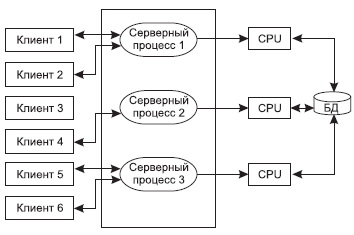 Клиент 1
Клиент 2
Клиент 3
Клиент 4
Клиент 5
Клиент 6
Серверный
процесс 1
Серверный
процесс 2
Серверный
процесс 3
CPU
CPU
CPU
БД